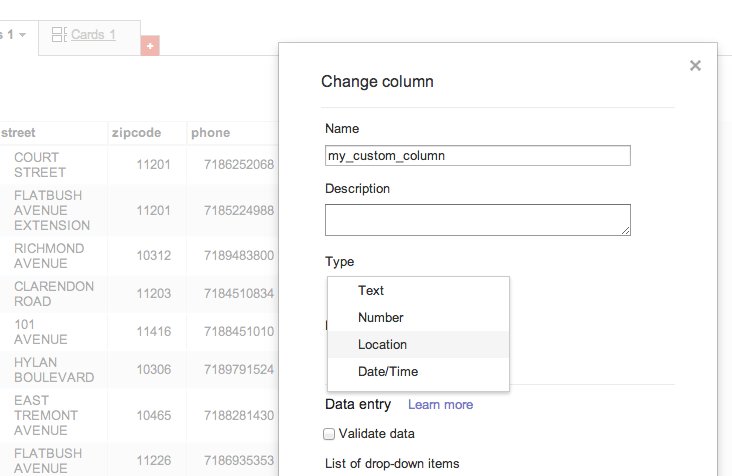 s 1
Cards 1
+
Change column
Name
my_custom_column
Description
Type
Text
Number
Location
Date/Time
Data entry Learn more
Validate data
List of drop-down items
street zipcode phone
COURT
STREET 11201 7186252068
FLATBUSH
AVENUE 11201 7185224988
EXTENSION
RICHMOND
AVENUE 10312 7189483800
CLARENDON
ROAD 11203 7184510834
101
AVENUE 11416 7188451010
HYLAN
BOULEVARD 10306 7189791524
EAST
TREMONT 10465 7188281430
AVENUE
FLATBUSH
AVENUE 11226 7186935353